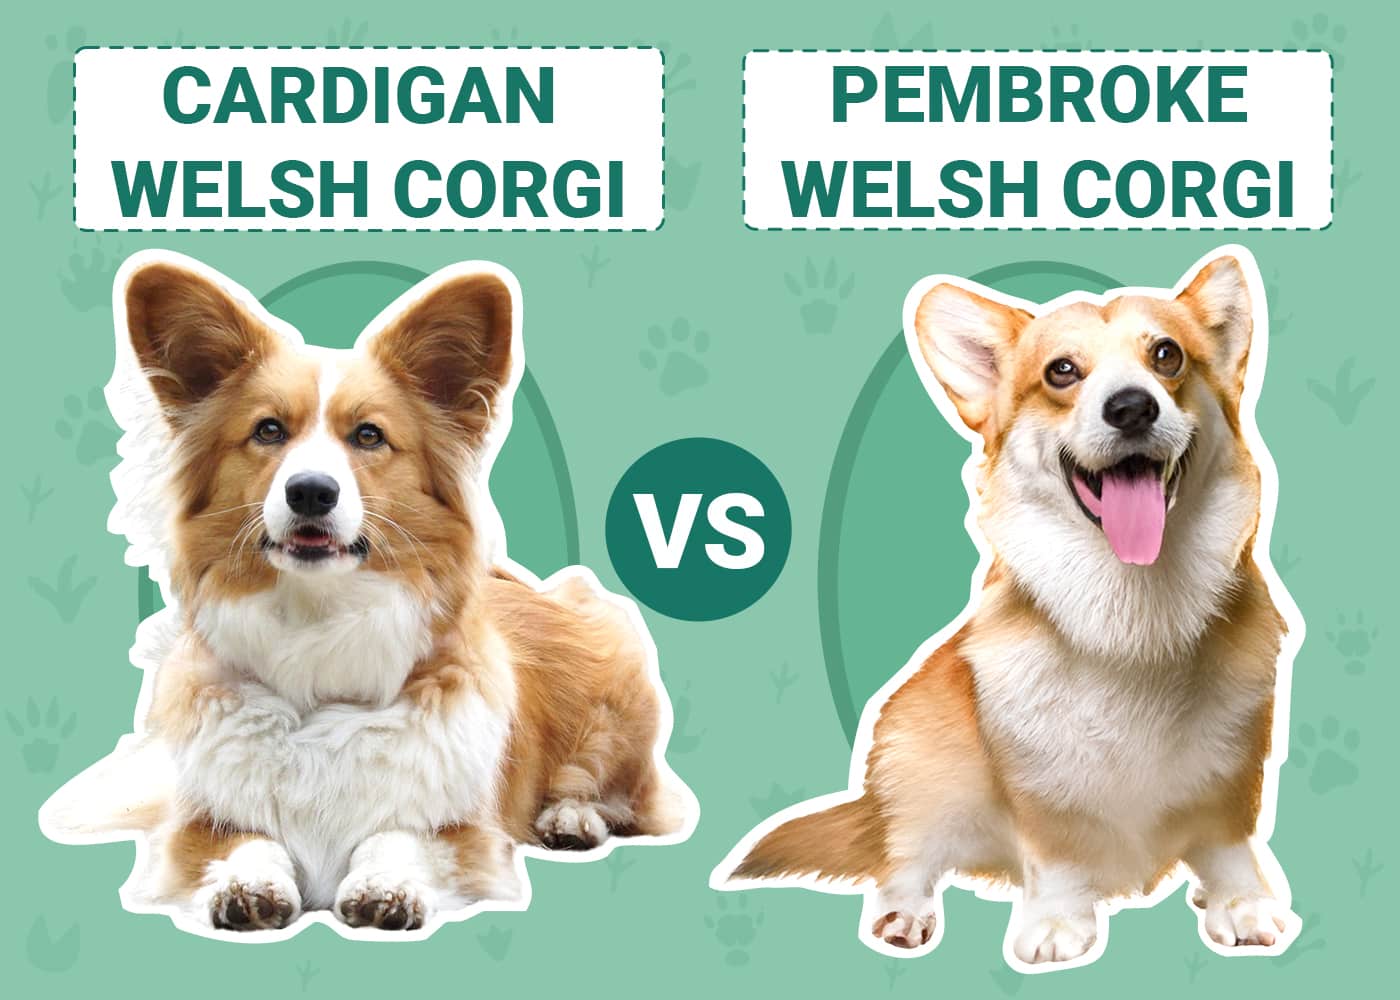 CARDIGAN
WELSH CORGI
VS
PEMBROKE
WELSH CORGI